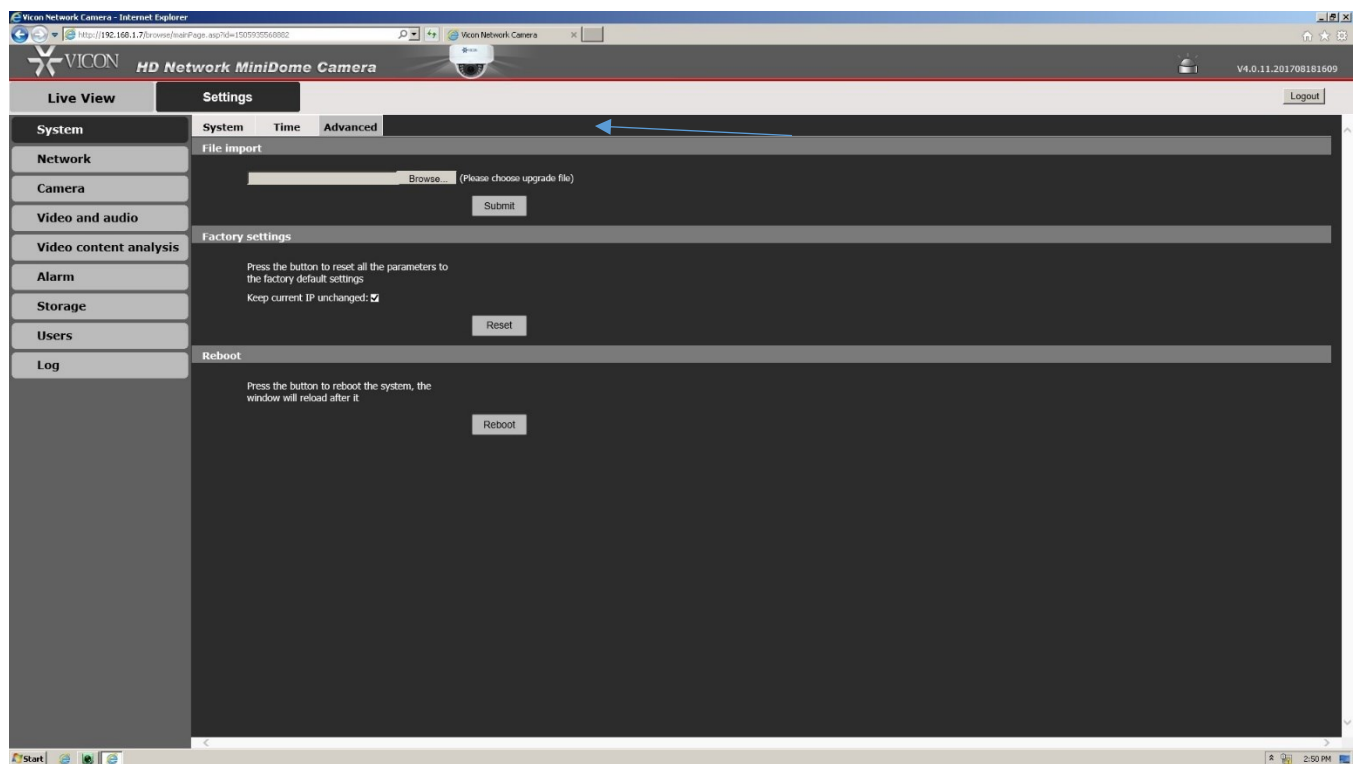 Vicon Network Camera - Internet Explorer
http://192.168.1.7/browse/mainPage.asp?id=1505935560882
Vicon Network Camera
VICON HD Network MiniDome Camera
V4.0.11.201708181609
Live View Settings
Logout
System
System Time Advanced
File import
Network
Browse... (Please choose upgrade file)
Camera
Submit
Video and audio
Factory settings
Video content analysis
Press the button to reset all the parameters to
the factory default settings
Alarm
Keep current IP unchanged:
Storage
Reset
Users
Reboot
Log
Press the button to reboot the system, the
window will reload after it
Reboot
Start
2:50 PM